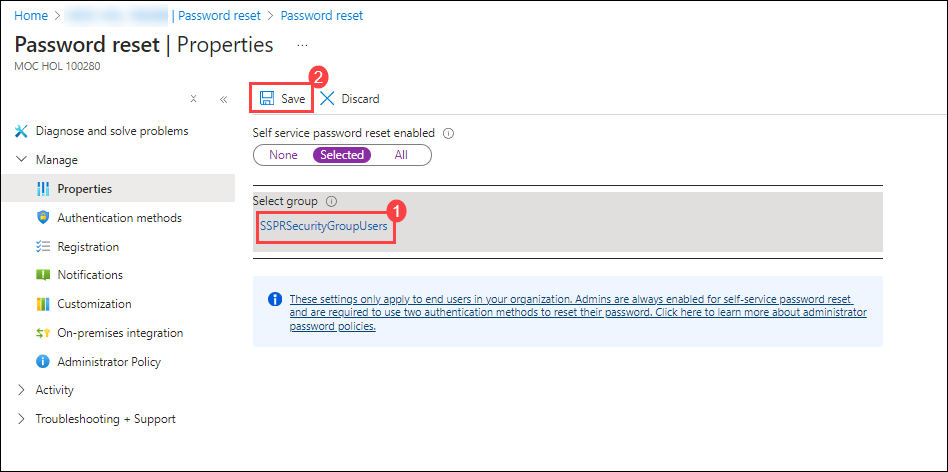 Home > | Password reset > Password reset
Password reset | Properties ...
MOC HOL 100280
2
Save Discard
Diagnose and solve problems
Manage
Properties
Authentication methods
Registration
Notifications
Customization
On-premises integration
Administrator Policy
Activity
Troubleshooting + Support
Self service password reset enabled
None Selected All
Select group
1
SSPRSecurityGroupUsers
These settings only apply to end users in your organization. Admins are always enabled for self-service password reset
and are required to use two authentication methods to reset their password. Click here to learn more about administrator
password policies.